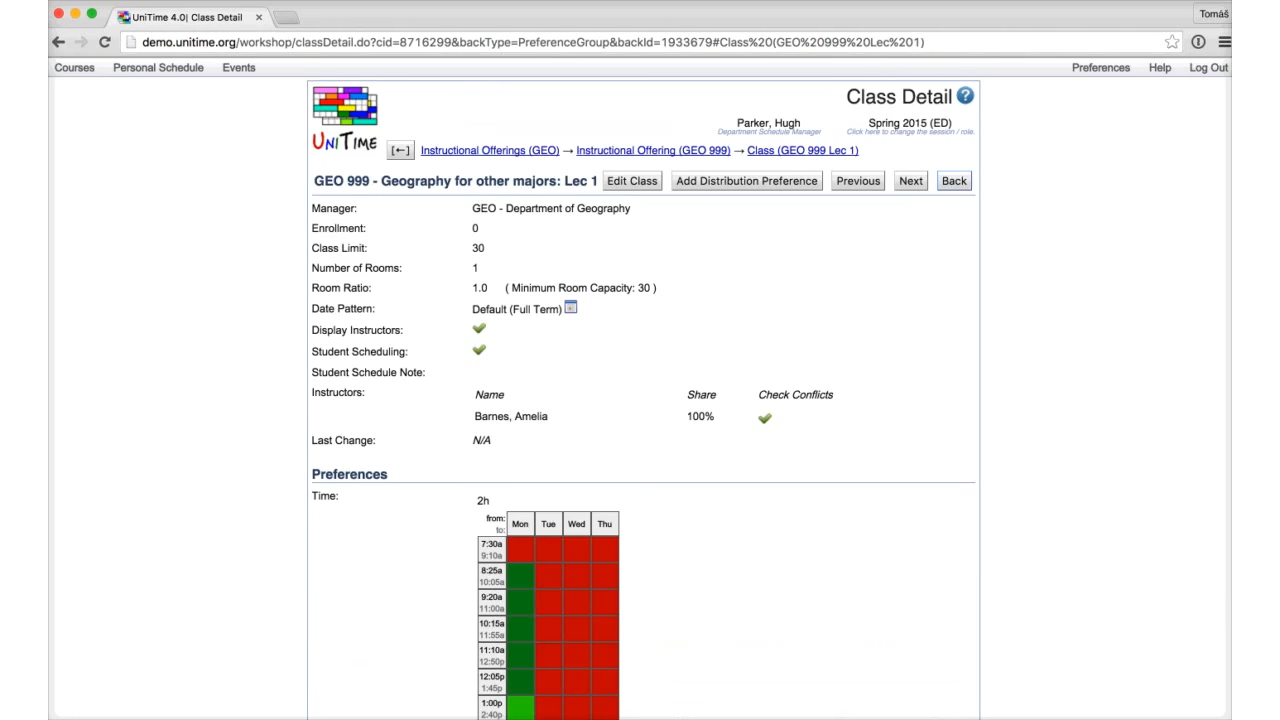 UniTime 4.0| Class Detail
Tomáš
demo.unitime.org/workshop/classDetail.do?cid=8716299&backType=PreferenceGroup&backId=1933679#Class%20(GEO%20999%20Lec%201)
Courses Personal Schedule Events Preferences Help Log Out
Class Detail
Parker, Hugh Spring 2015 (ED)
Department Schedule Manager Click here to change the session / role.
UNITIME
[←] Instructional Offerings (GEO) → Instructional Offering (GEO 999) → Class (GEO 999 Lec 1)
GEO 999 - Geography for other majors: Lec 1 Edit Class Add Distribution Preference Previous Next Back
Manager: GEO - Department of Geography
Enrollment: 0
Class Limit: 30
Number of Rooms: 1
Room Ratio: 1.0 ( Minimum Room Capacity: 30 )
Date Pattern: Default (Full Term)
Display Instructors:
Student Scheduling:
Student Schedule Note:
Instructors: Name Share Check Conflicts
Barnes, Amelia 100%
Last Change: N/A
Preferences
Time: 2h
from: Mon Tue Wed Thu
to:
7:30a
9:10a
8:25a
10:05a
9:20a
11:00a
10:15a
11:55a
11:10a
12:50p
12:05p
1:45p
1:00p
2:40p